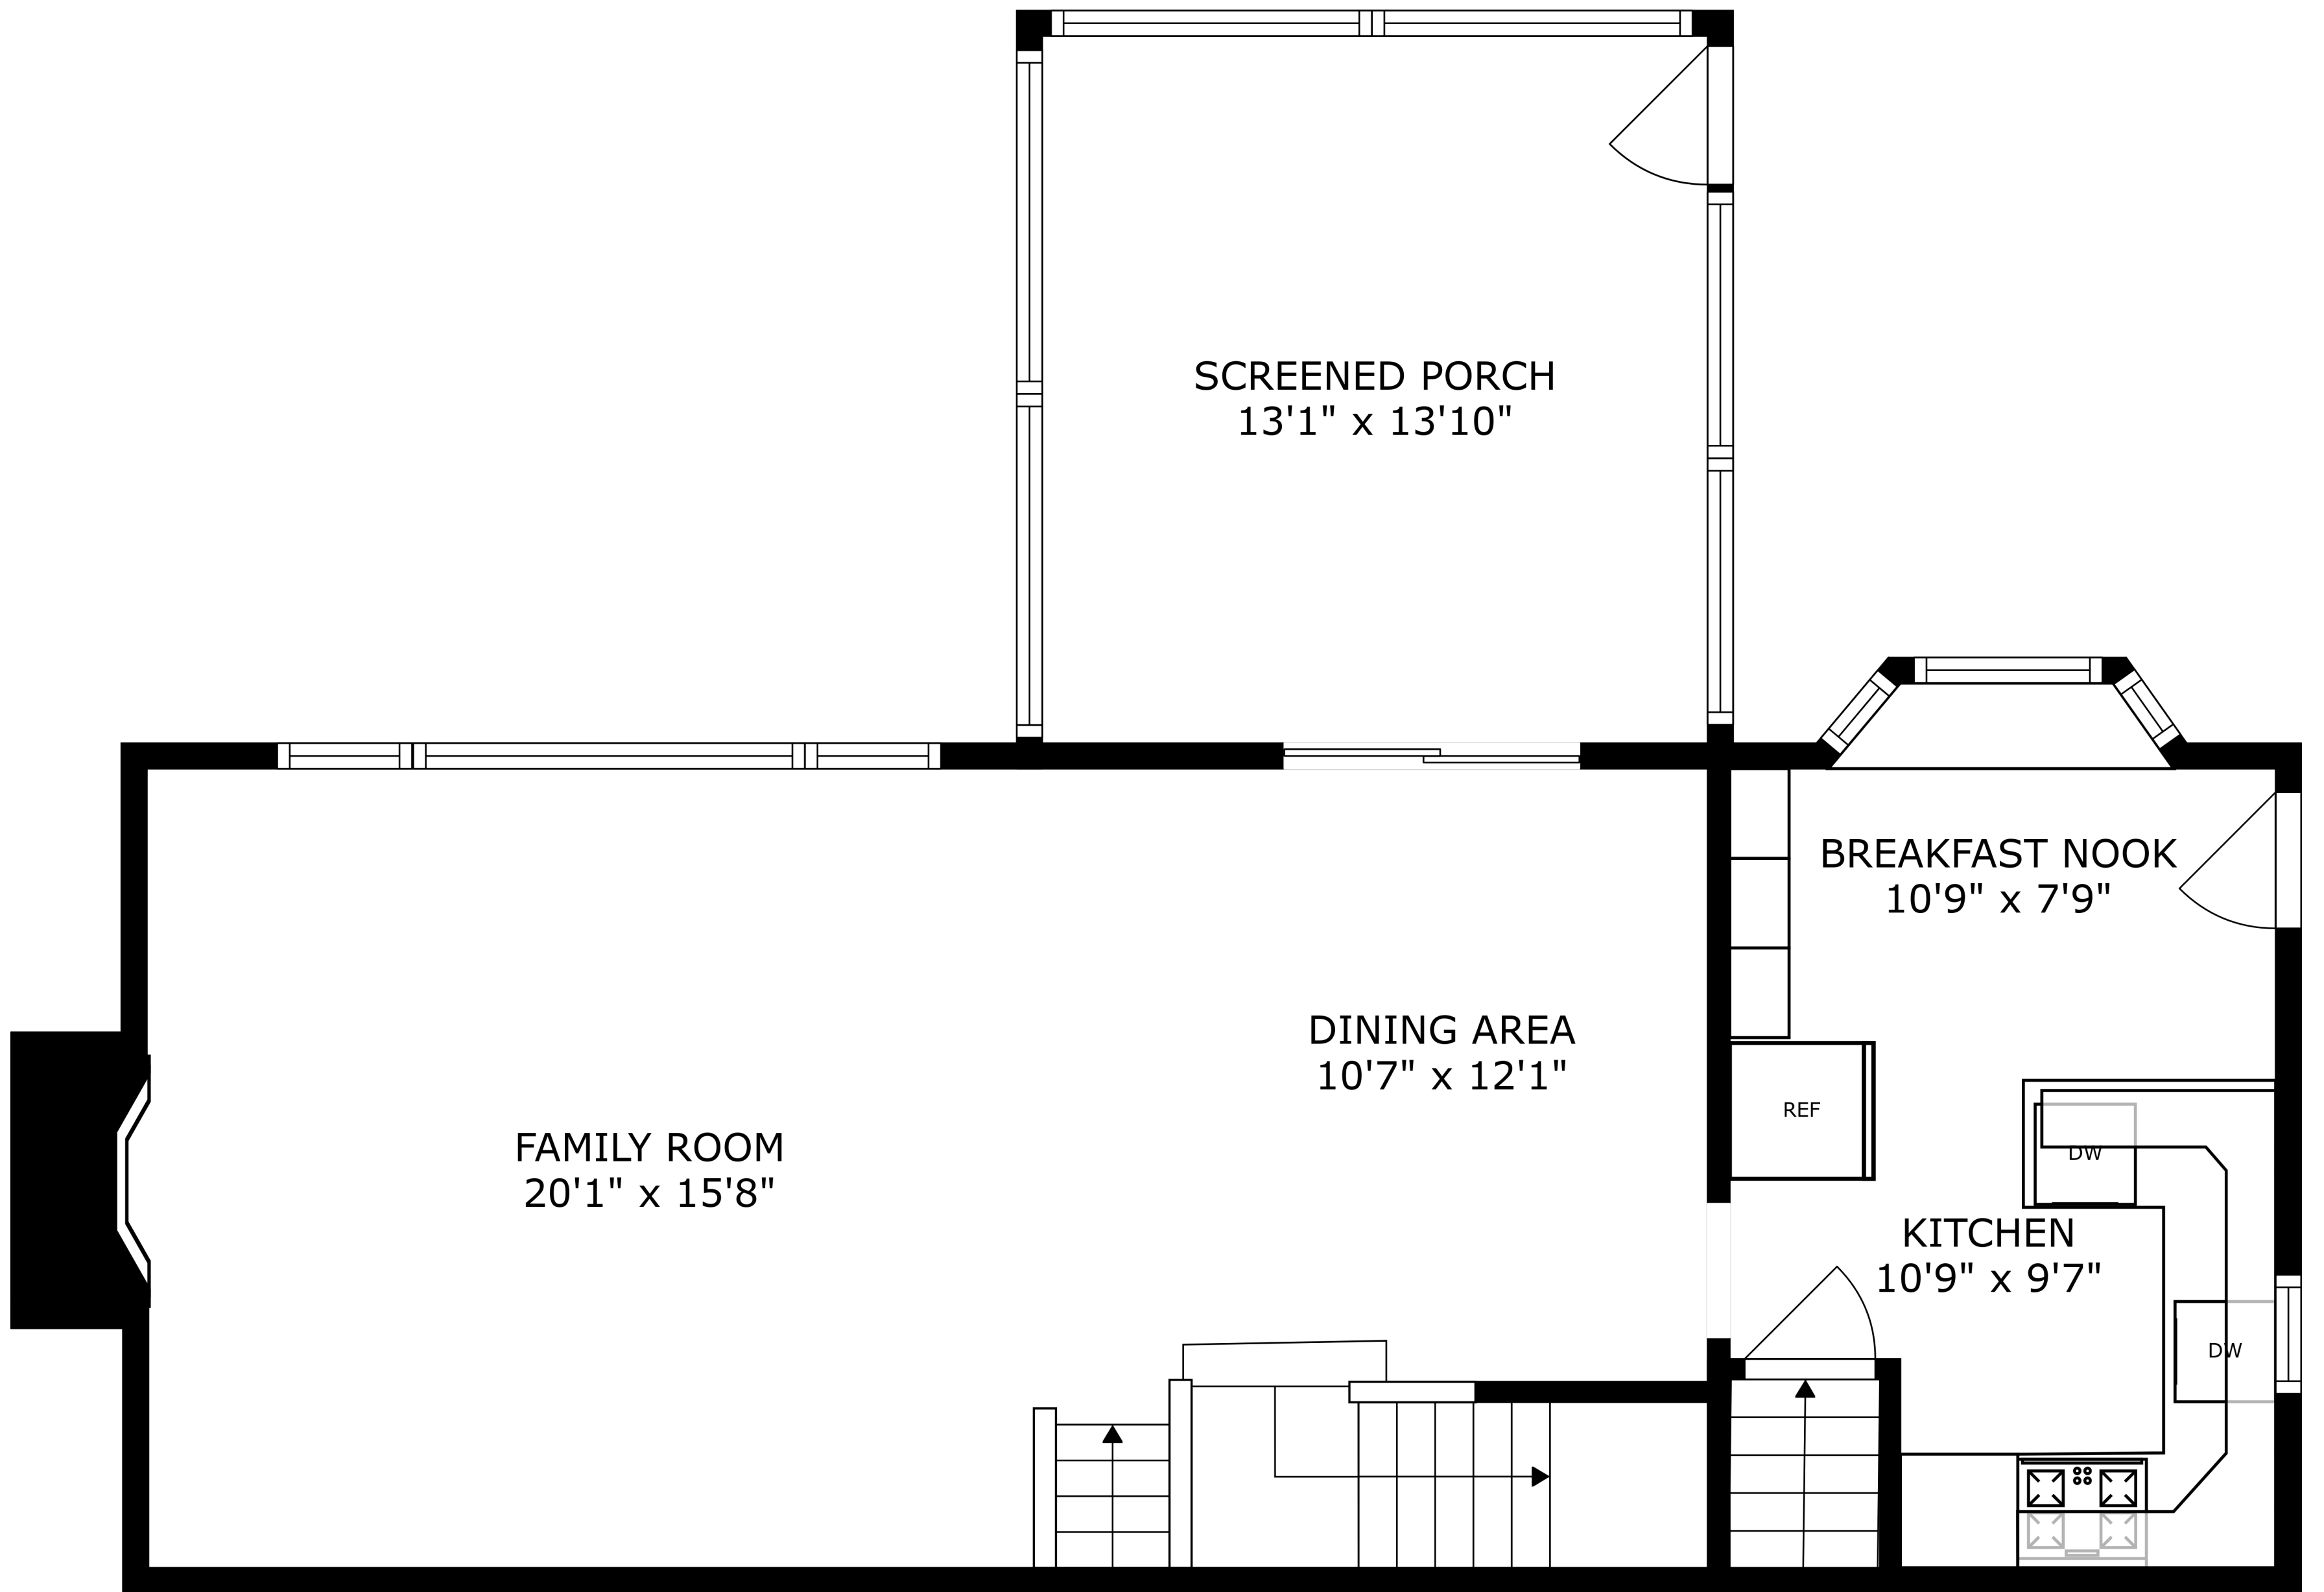 SCREENED PORCH
13'1" x 13'10"
BREAKFAST NOOK
10'9" x 7'9"
DINING AREA
10'7" x 12'1"
REF
FAMILY ROOM
20'1" x 15'8"
DW
KITCHEN
10'9" x 9'7"
DW